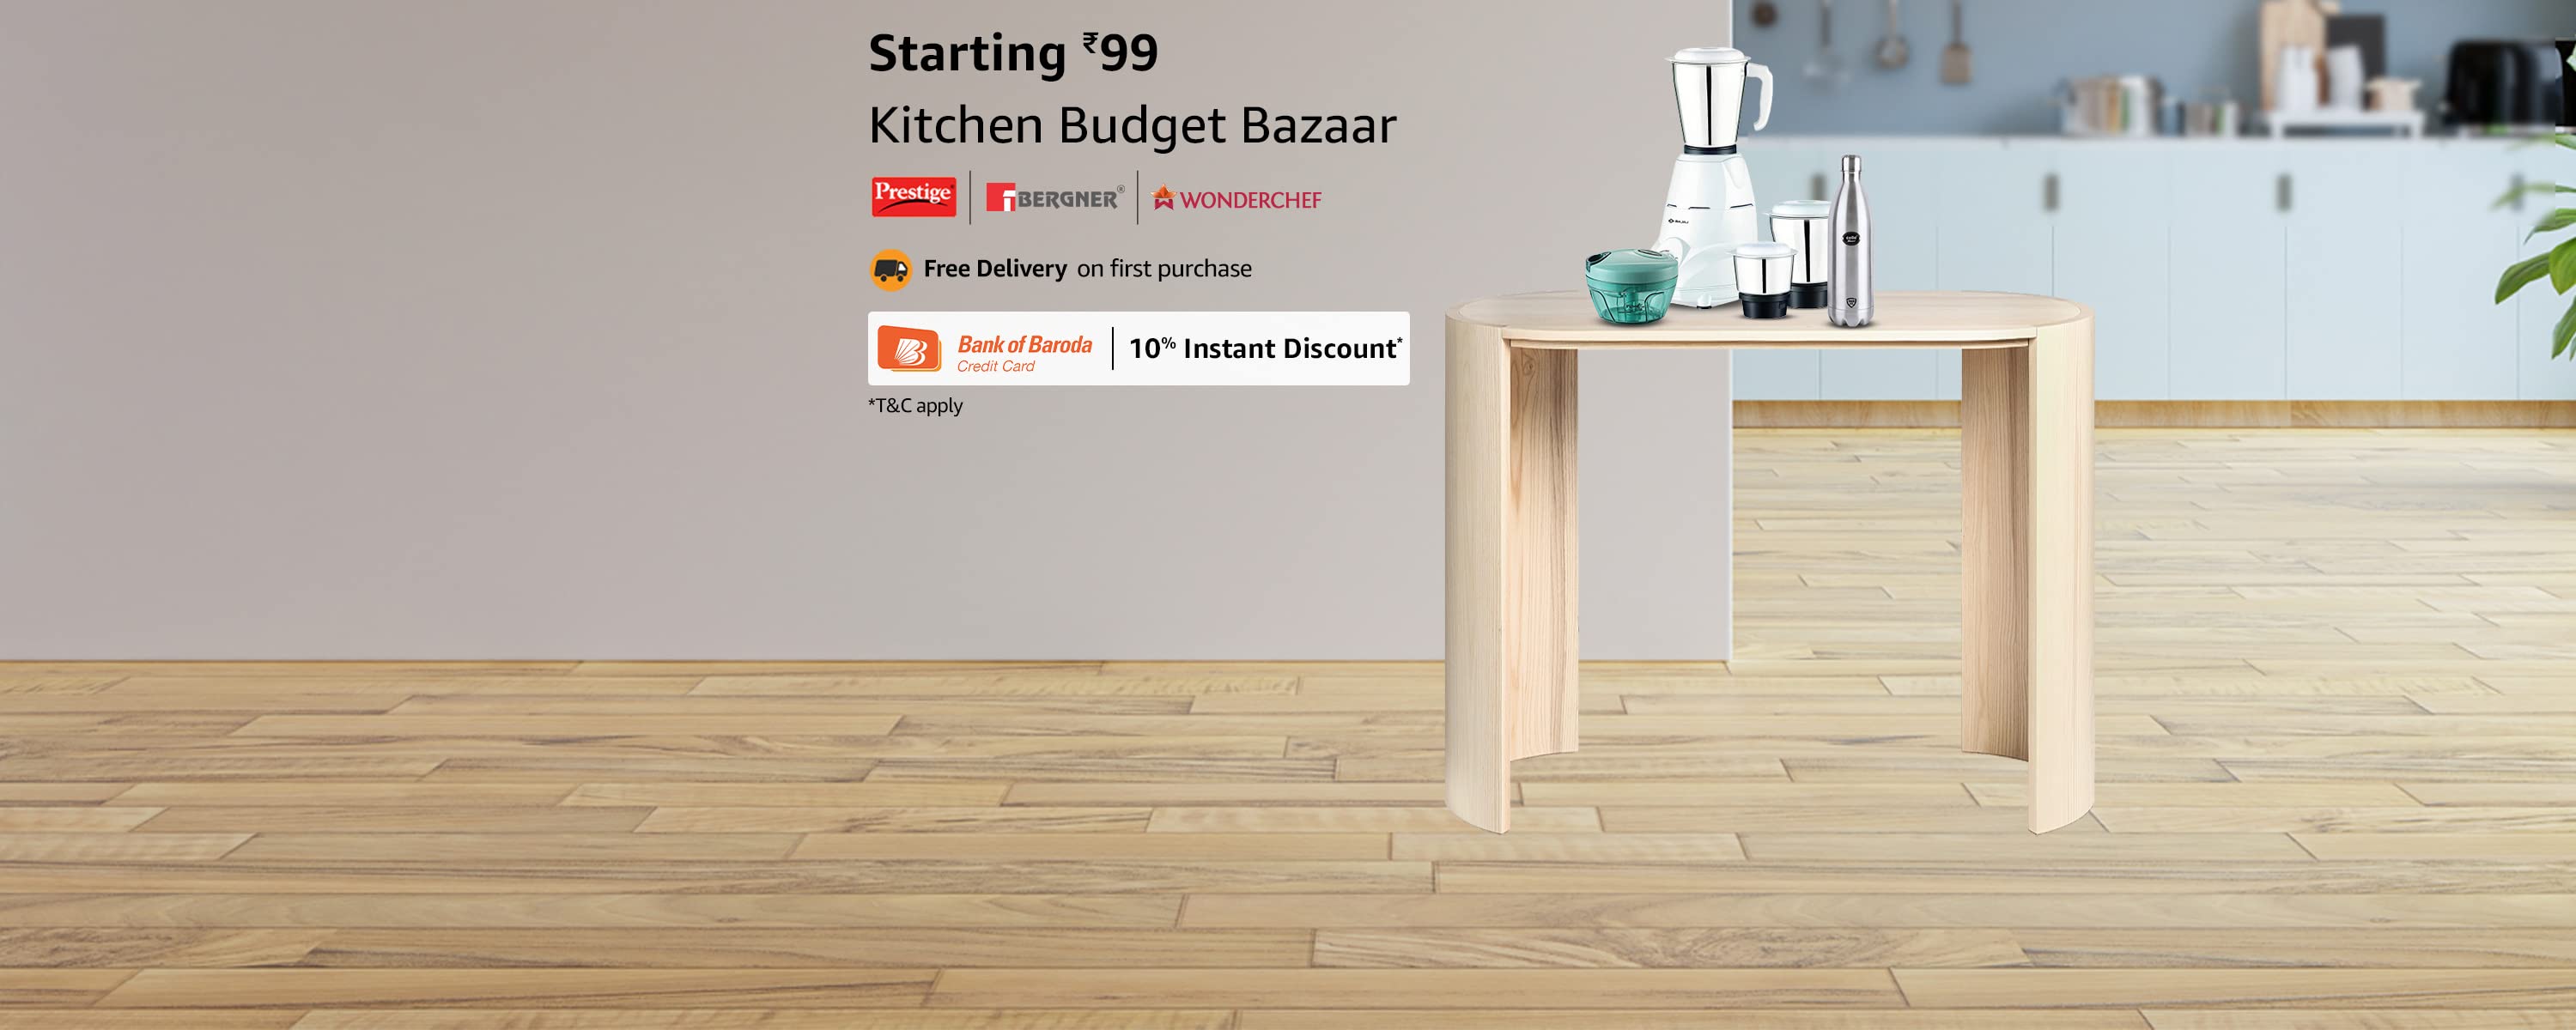 Starting ₹99
Kitchen Budget Bazaar
Prestige
BERGNER®
WONDERCHEF
Free Delivery on first purchase
Bank of Baroda
Credit Card
10% Instant Discount*
*T&C apply
BAJAJ